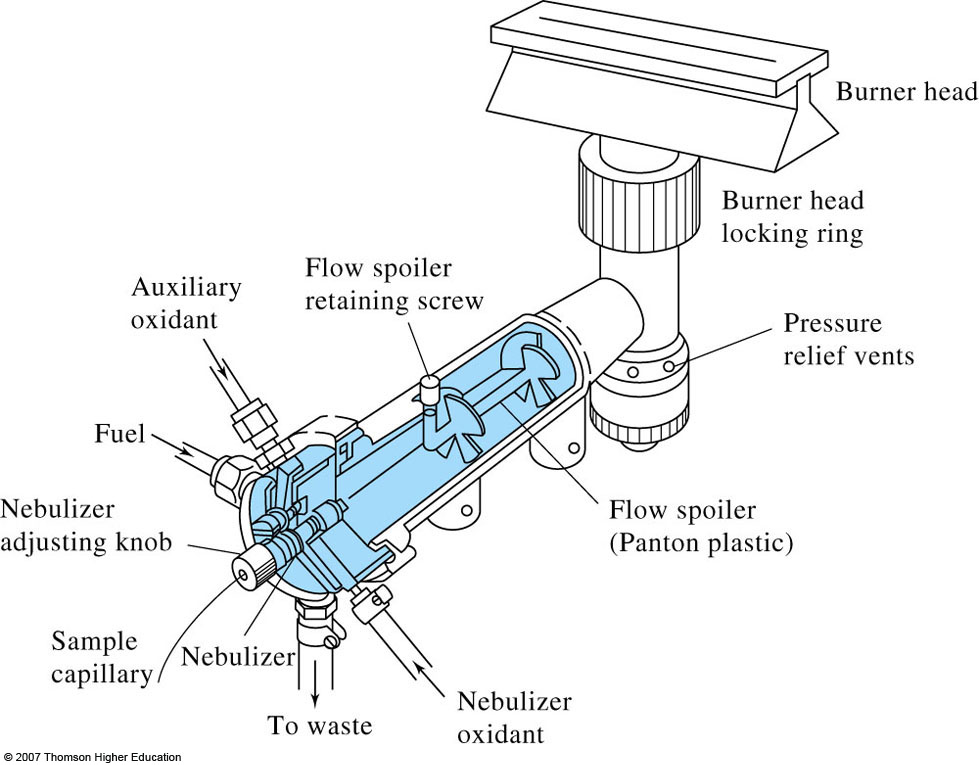 Burner head
Burner head
locking ring
Flow spoiler
retaining screw
Auxiliary
oxidant
Pressure
relief vents
Fuel
Nebulizer
adjusting knob
Flow spoiler
(Panton plastic)
Sample
capillary
Nebulizer
Nebulizer
oxidant
To waste
© 2007 Thomson Higher Education